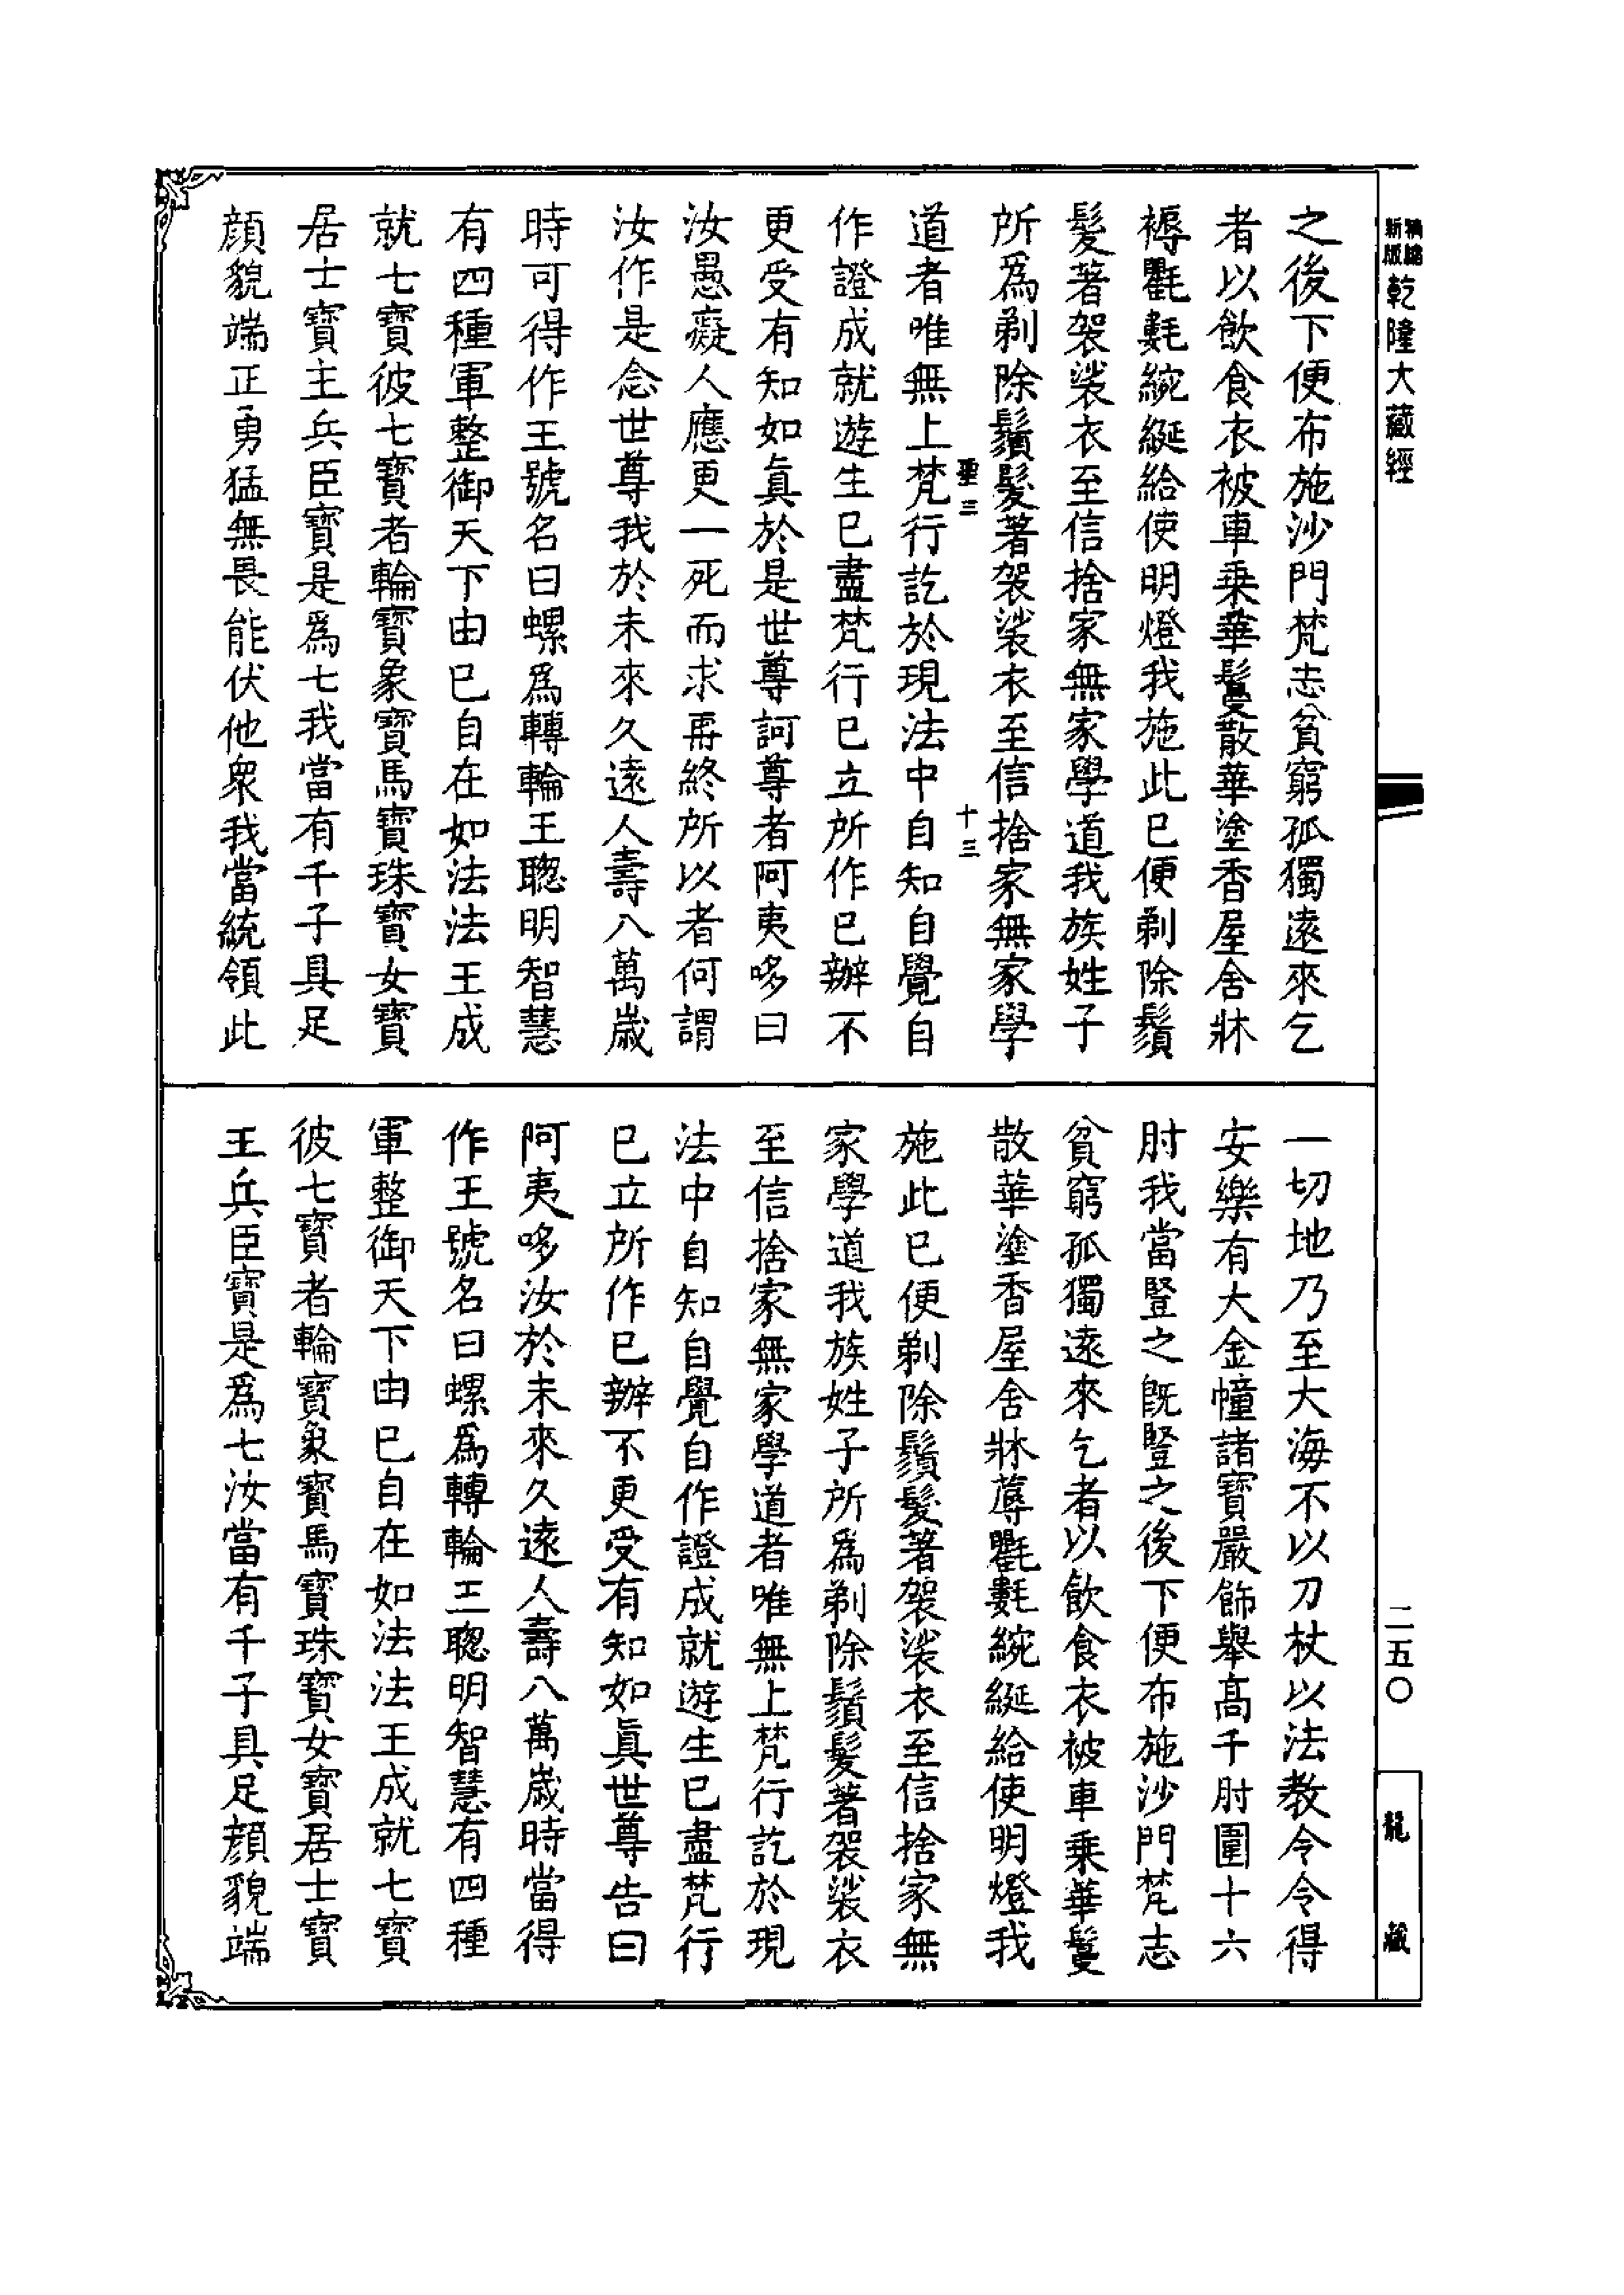 新版
精縮
乾隆大藏經
之後下便布施沙門梵志貧窮孤獨遠來乞
者以飲食衣被車乗華鬘散華塗香屋舍牀
褥氍氀綩綖給使明燈我施此已便剃除鬚
髮著袈裟衣至信捨家無家學道我族姓子
所爲剃除鬚髮著袈裟衣至信捨家無家學
聖三
十三
道者唯無上梵行訖於現法中自知自覺自
作證成就遊生已盡梵行已立所作已辦不
更受有知如眞於是世尊訶尊者阿夷哆曰
汝愚癡人應更一死而求再終所以者何謂
汝作是念世尊我於未來久遠人壽八萬歲
時可得作王號名曰螺爲轉輪王聰明智慧
有四種軍整御天下由已自在如法法王成
就七寶彼七寶者輪寶象寶馬寶珠寶女寶
居士寶主兵臣寶是爲七我當有千子具足
顏貌端正勇猛無畏能伏他衆我當統領此
一切地乃至大海不以刀杖以法教令令得
安樂有大金幢諸寶嚴飾舉髙千肘圍十六
肘我當豎之旣豎之後下便布施沙門梵志
貧窮孤獨遠來乞者以飲食衣被車乗華鬘
散華塗香屋舍牀蓐氍氀綩綖給使明燈我
施此已便剃除鬚髮著袈裟衣至信捨家無
家學道我族姓子所爲剃除鬚髮著袈裟衣
至信捨家無家學道者唯無上梵行訖於現
法中自知自覺自作證成就遊生已盡梵行
已立所作已辦不更受有知如眞世尊告曰
阿夷哆汝於未來久遠人壽八萬歲時當得
作王號名曰螺爲轉輪王聰明智慧有四種
軍整御天下由已自在如法法王成就七寶
彼七寶者輪寶象寶馬寶珠寶女寶居士寶
王兵臣寶是爲七汝當有千子具足顏貌端
二五〇
龍藏